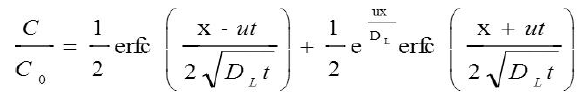 C/C₀ = 1/2 erfc ( (x - ut) / (2 √(D_L t)) ) + 1/2 e^(ux/D_L) erfc ( (x + ut) / (2 √(D_L t)) )